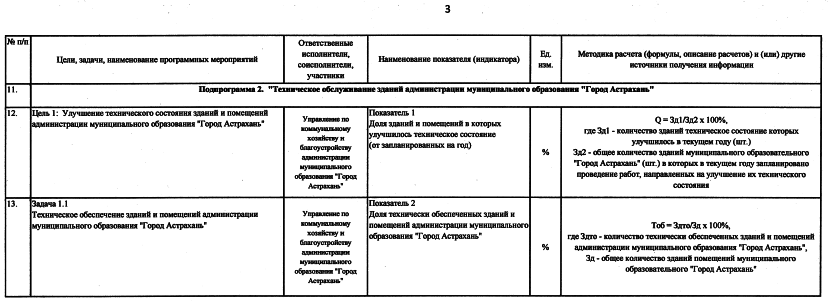 3
№ п/п
Цели, задачи, наименование программных мероприятий
Ответственные
исполнители,
соисполнители,
участники
Наименование показателя (индикатора)
Ед.
изм.
Методика расчета (формулы, описание расчетов) и (или) другие
источники получения информации
11.
Подпрограмма 2. "Техническое обслуживание зданий администрации муниципального образования "Город Астрахань"
12.
Цель 1: Улучшение технического состояния зданий и помещений
администрации муниципального образования "Город Астрахань"
Управление по
коммунальному
хозяйству и
благоустройству
администрации
муниципального
образования "Город
Астрахань"
Показатель 1
Доля зданий и помещений в которых
улучшилось техническое состояние
(от запланированных на год)
%
Q = Зд1/Зд2 х 100%,
где Зд1 - количество зданий техническое состояние которых
улучшилось в текущем году (шт.)
Зд2 - общее количество зданий муниципального образовательного
"Город Астрахань" (шт.) в которых в текущем году запланировано
проведение работ, направленных на улучшение их технического
состояния
13.
Задача 1.1
Техническое обеспечение зданий и помещений администрации
муниципального образования "Город Астрахань"
Управление по
коммунальному
хозяйству и
благоустройству
администрации
муниципального
образования "Город
Астрахань"
Показатель 2
Доля технически обеспеченных зданий и
помещений администрации муниципального
образования "Город Астрахань"
%
Тоб = Здто/Зд х 100%,
где Здто - количество технически обеспеченных зданий и помещений
администрации муниципального образования "Город Астрахань",
Зд - общее количество зданий помещений муниципального
образовательного "Город Астрахань"